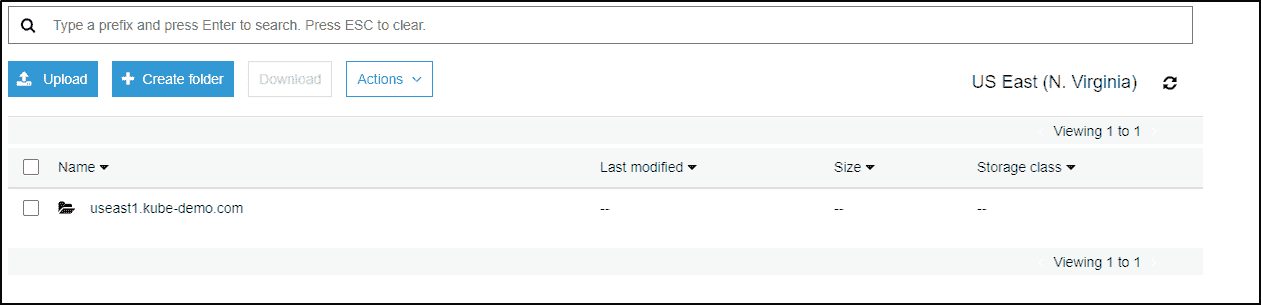 Type a prefix and press Enter to search. Press ESC to clear.
Upload Create folder Download Actions US East (N. Virginia)
Viewing 1 to 1
Name Last modified Size Storage class
useast1.kube-demo.com -- -- --
Viewing 1 to 1